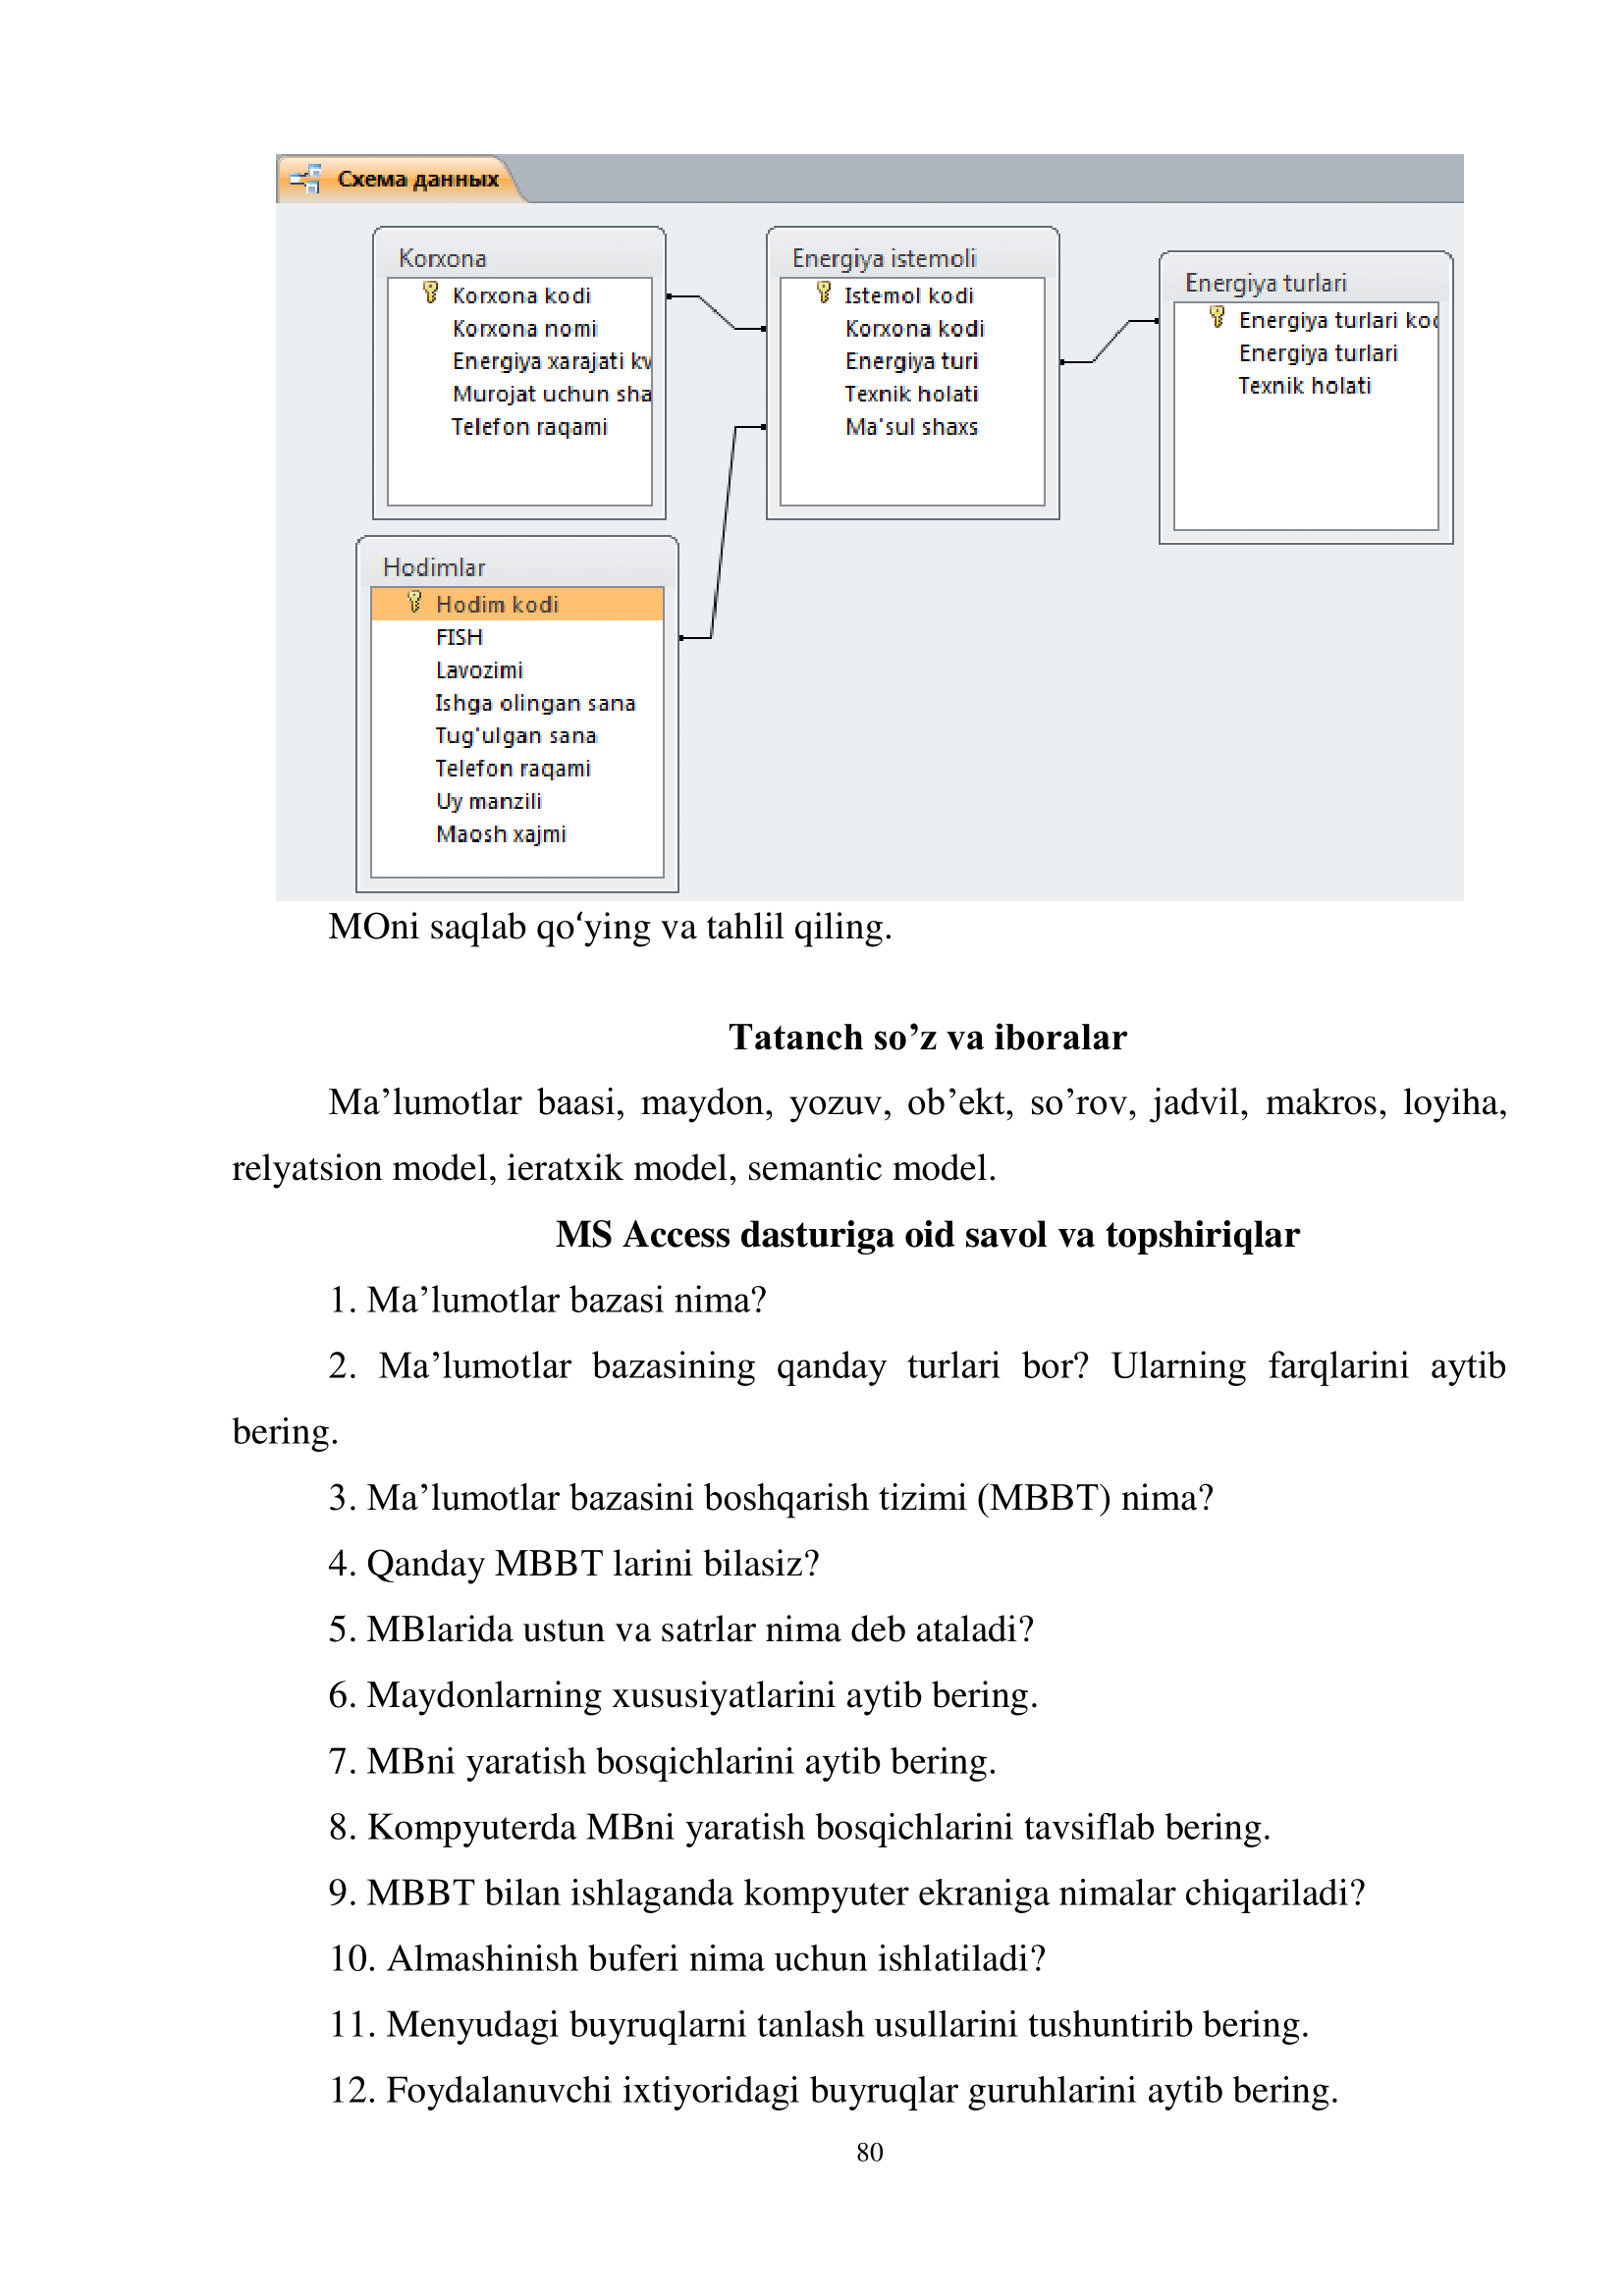 Схема данных
Korxona
Korxona kodi
Korxona nomi
Energiya xarajati kv
Murojat uchun sha
Telefon raqami
Energiya istemoli
Istemol kodi
Korxona kodi
Energiya turi
Texnik holati
Ma'sul shaxs
Energiya turlari
Energiya turlari kod
Energiya turlari
Texnik holati
Hodimlar
Hodim kodi
FISH
Lavozimi
Ishga olingan sana
Tug'ulgan sana
Telefon raqami
Uy manzili
Maosh xajmi
MOni saqlab qo‘ying va tahlil qiling.
Tatanch so’z va iboralar
Ma’lumotlar baasi, maydon, yozuv, ob’ekt, so’rov, jadvil, makros, loyiha,
relyatsion model, ieratxik model, semantic model.
MS Access dasturiga oid savol va topshiriqlar
1. Ma’lumotlar bazasi nima?
2. Ma’lumotlar bazasining qanday turlari bor? Ularning farqlarini aytib
bering.
3. Ma’lumotlar bazasini boshqarish tizimi (MBBT) nima?
4. Qanday MBBT larini bilasiz?
5. MBlarida ustun va satrlar nima deb ataladi?
6. Maydonlarning xususiyatlarini aytib bering.
7. MBni yaratish bosqichlarini aytib bering.
8. Kompyuterda MBni yaratish bosqichlarini tavsiflab bering.
9. MBBT bilan ishlaganda kompyuter ekraniga nimalar chiqariladi?
10. Almashinish buferi nima uchun ishlatiladi?
11. Menyudagi buyruqlarni tanlash usullarini tushuntirib bering.
12. Foydalanuvchi ixtiyoridagi buyruqlar guruhlarini aytib bering.
80